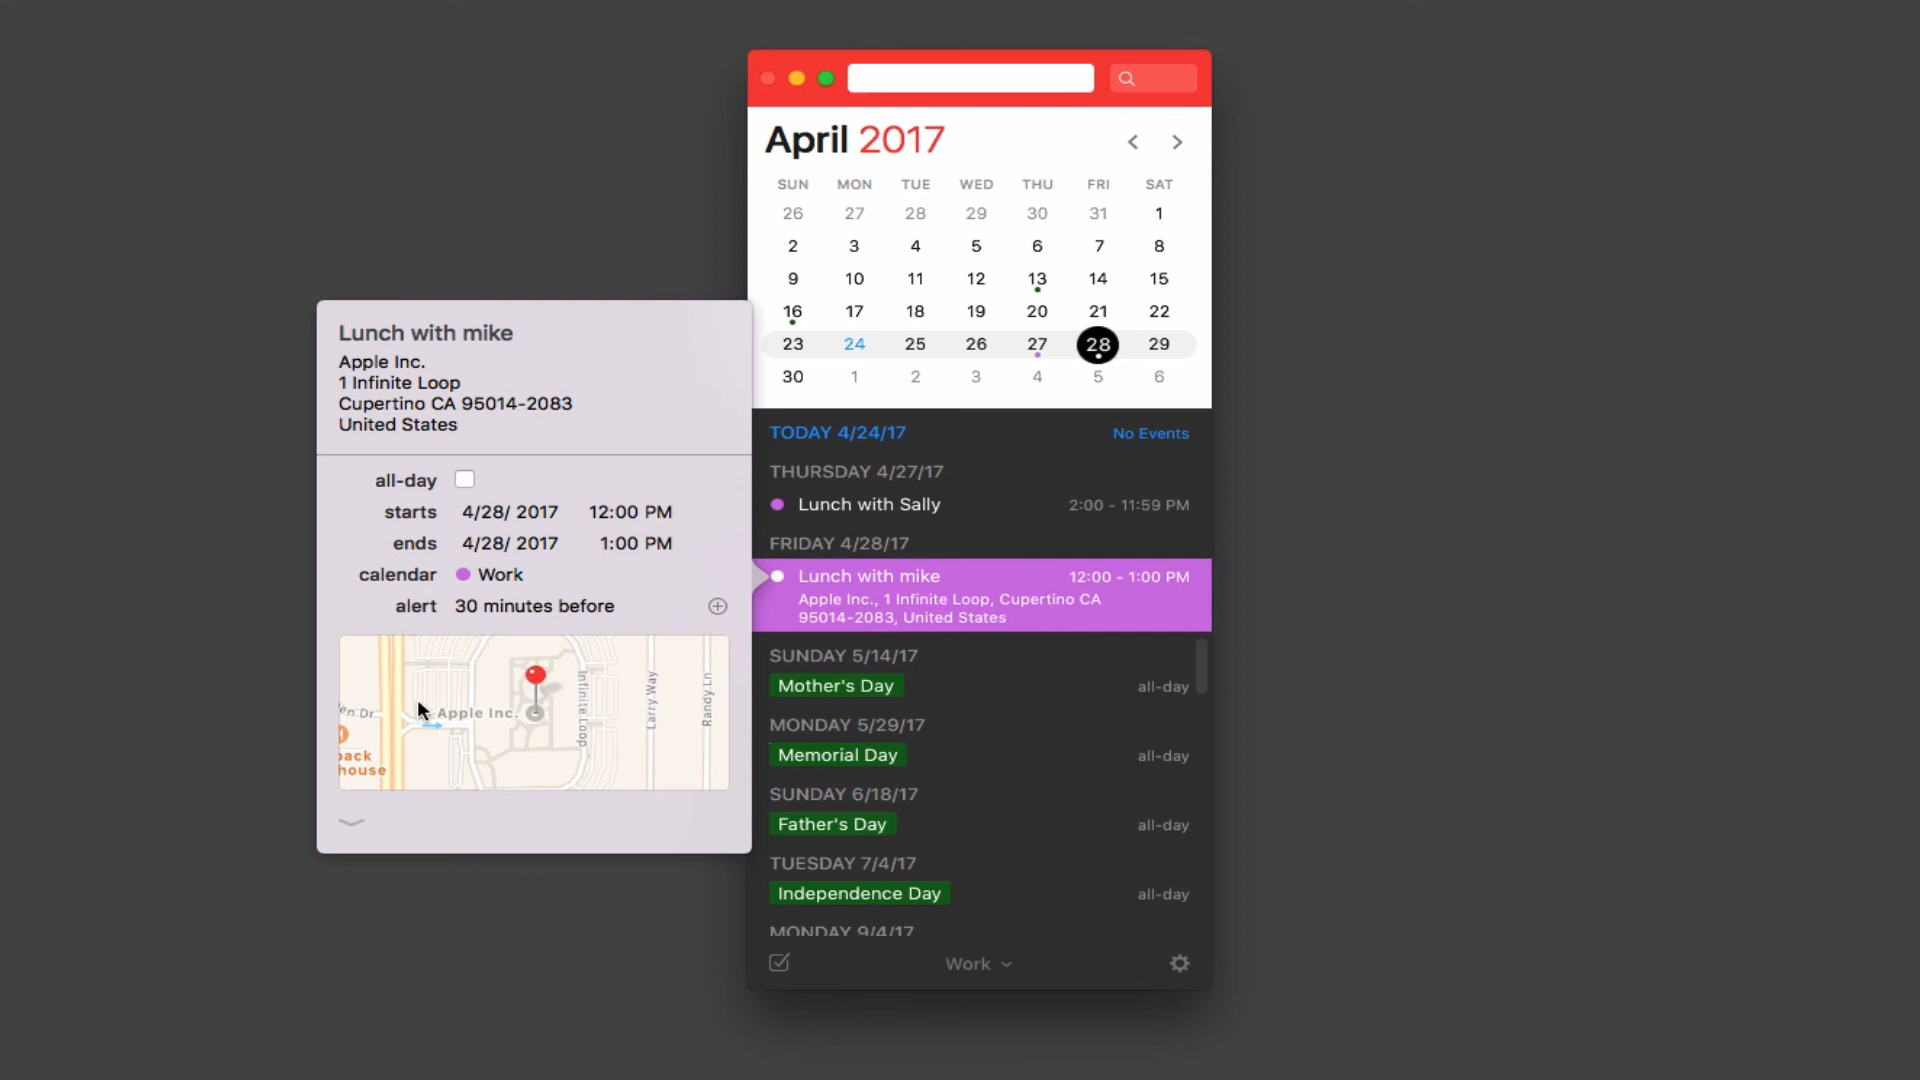 April 2017
SUN MON TUE WED THU FRI SAT
26 27 28 29 30 31 1
2 3 4 5 6 7 8
9 10 11 12 13 14 15
16 17 18 19 20 21 22
23 24 25 26 27 28 29
30 1 2 3 4 5 6
Lunch with mike
Apple Inc.
1 Infinite Loop
Cupertino CA 95014-2083
United States
all-day
starts 4/28/ 2017 12:00 PM
ends 4/28/ 2017 1:00 PM
calendar Work
alert 30 minutes before
Apple Inc.
Infinite Loop
Larry Way
Randy Ln
en Dr
back
house
TODAY 4/24/17 No Events
THURSDAY 4/27/17
Lunch with Sally 2:00 - 11:59 PM
FRIDAY 4/28/17
Lunch with mike 12:00 - 1:00 PM
Apple Inc., 1 Infinite Loop, Cupertino CA
95014-2083, United States
SUNDAY 5/14/17
Mother's Day all-day
MONDAY 5/29/17
Memorial Day all-day
SUNDAY 6/18/17
Father's Day all-day
TUESDAY 7/4/17
Independence Day all-day
MONDAY 9/4/17
Work